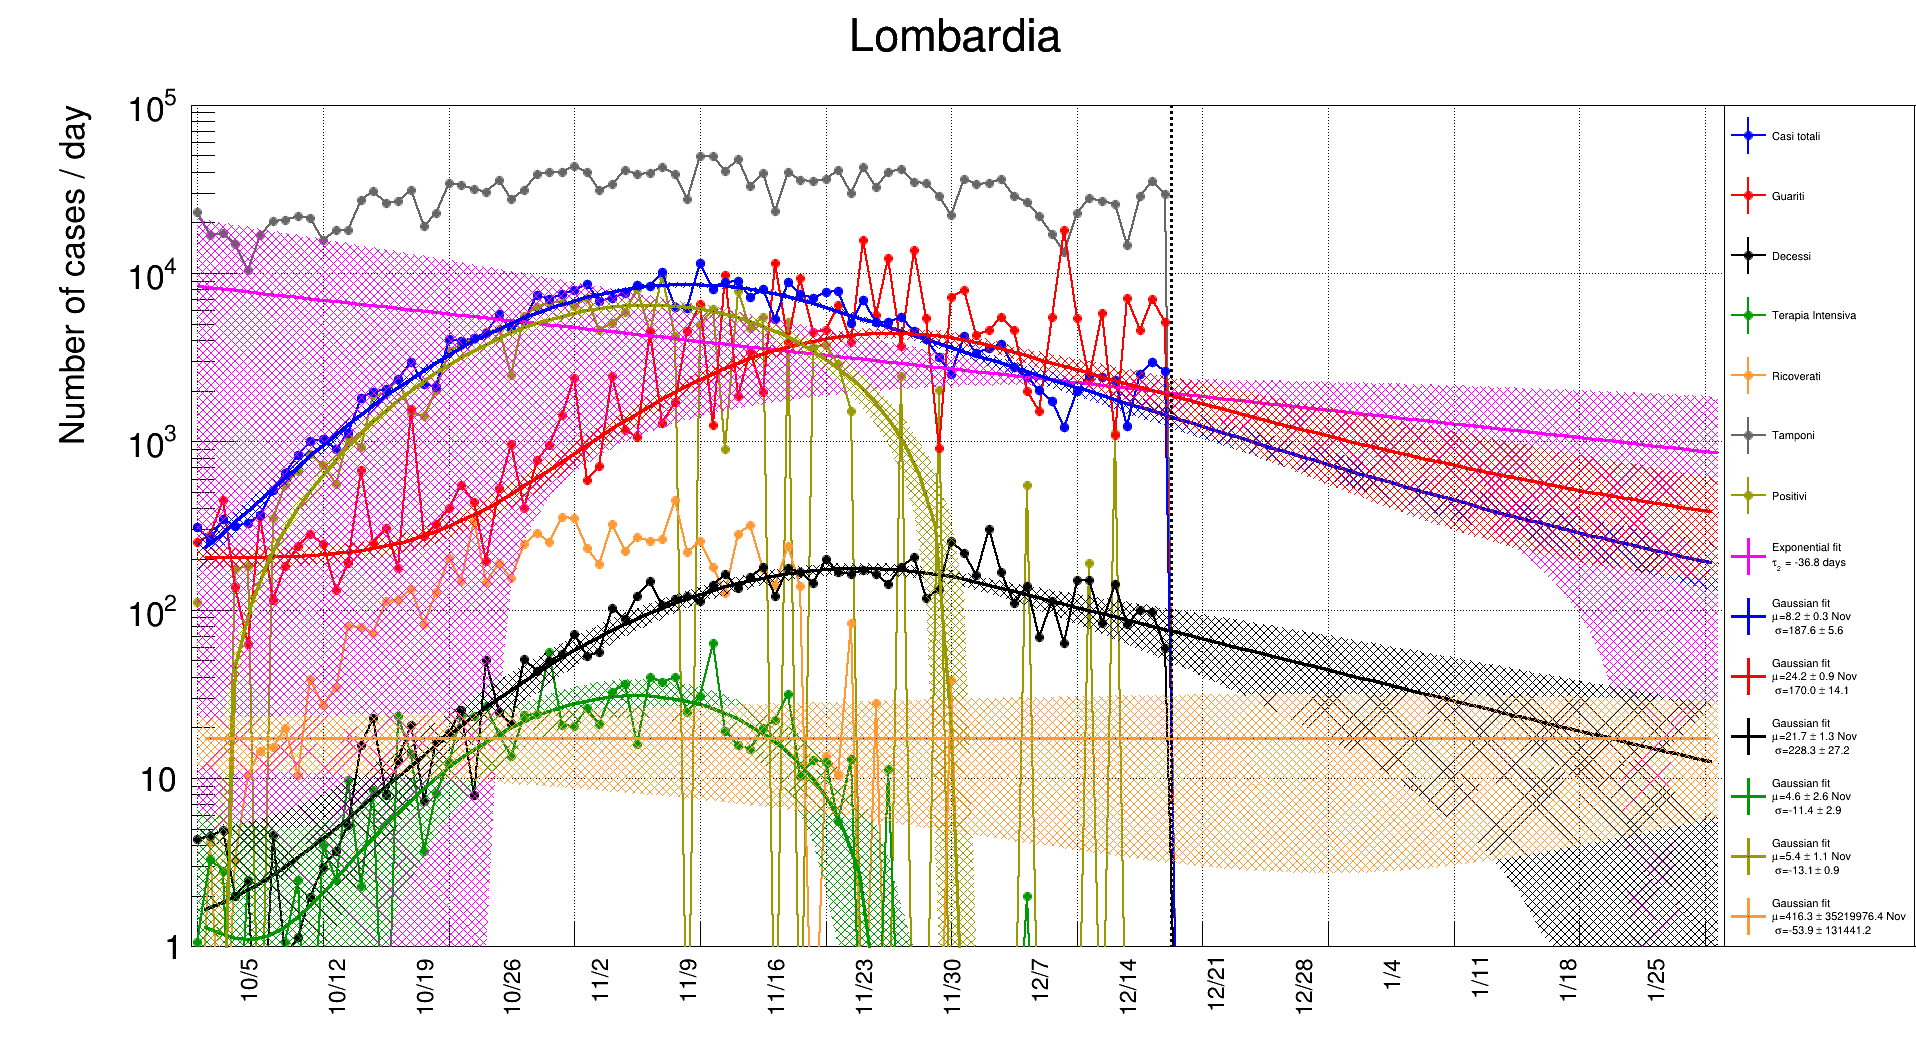 Lombardia
Number of cases / day
10^5
10^4
10^3
10^2
10
1
10/5
10/12
10/19
10/26
11/2
11/9
11/16
11/23
11/30
12/7
12/14
12/21
12/28
1/4
1/11
1/18
1/25
Casi totali
Guariti
Decessi
Terapia Intensiva
Ricoverati
Tamponi
Positivi
Exponential fit
τ_2 = -36.8 days
Gaussian fit
μ=8.2 ± 0.3 Nov
σ=187.6 ± 5.6
Gaussian fit
μ=24.2 ± 0.9 Nov
σ=170.0 ± 14.1
Gaussian fit
μ=21.7 ± 1.3 Nov
σ=228.3 ± 27.2
Gaussian fit
μ=4.6 ± 2.6 Nov
σ=-11.4 ± 2.9
Gaussian fit
μ=5.4 ± 1.1 Nov
σ=-13.1 ± 0.9
Gaussian fit
μ=416.3 ± 35219976.4 Nov
σ=-53.9 ± 131441.2